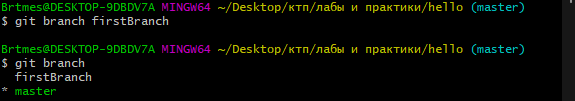 Brtmes@DESKTOP-9DBDV7A MINGW64 ~/Desktop/ктп/лабы и практики/hello (master)
$ git branch firstBranch
Brtmes@DESKTOP-9DBDV7A MINGW64 ~/Desktop/ктп/лабы и практики/hello (master)
$ git branch
firstBranch
* master